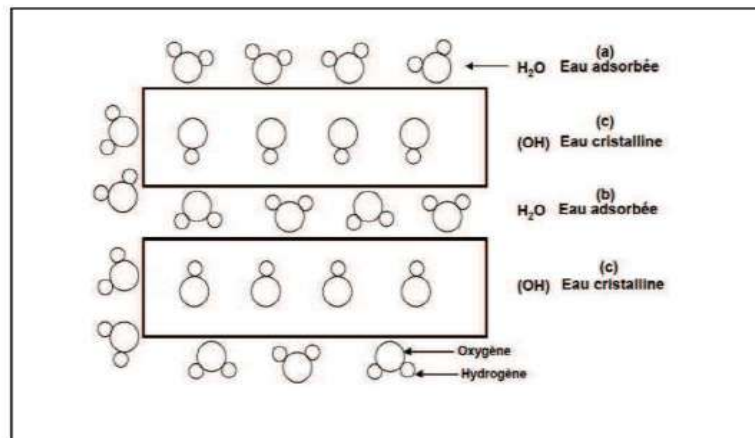 (a)
H₂O Eau adsorbée
(c)
(OH) Eau cristalline
(b)
H₂O Eau adsorbée
(c)
(OH) Eau cristalline
Oxygène
Hydrogène